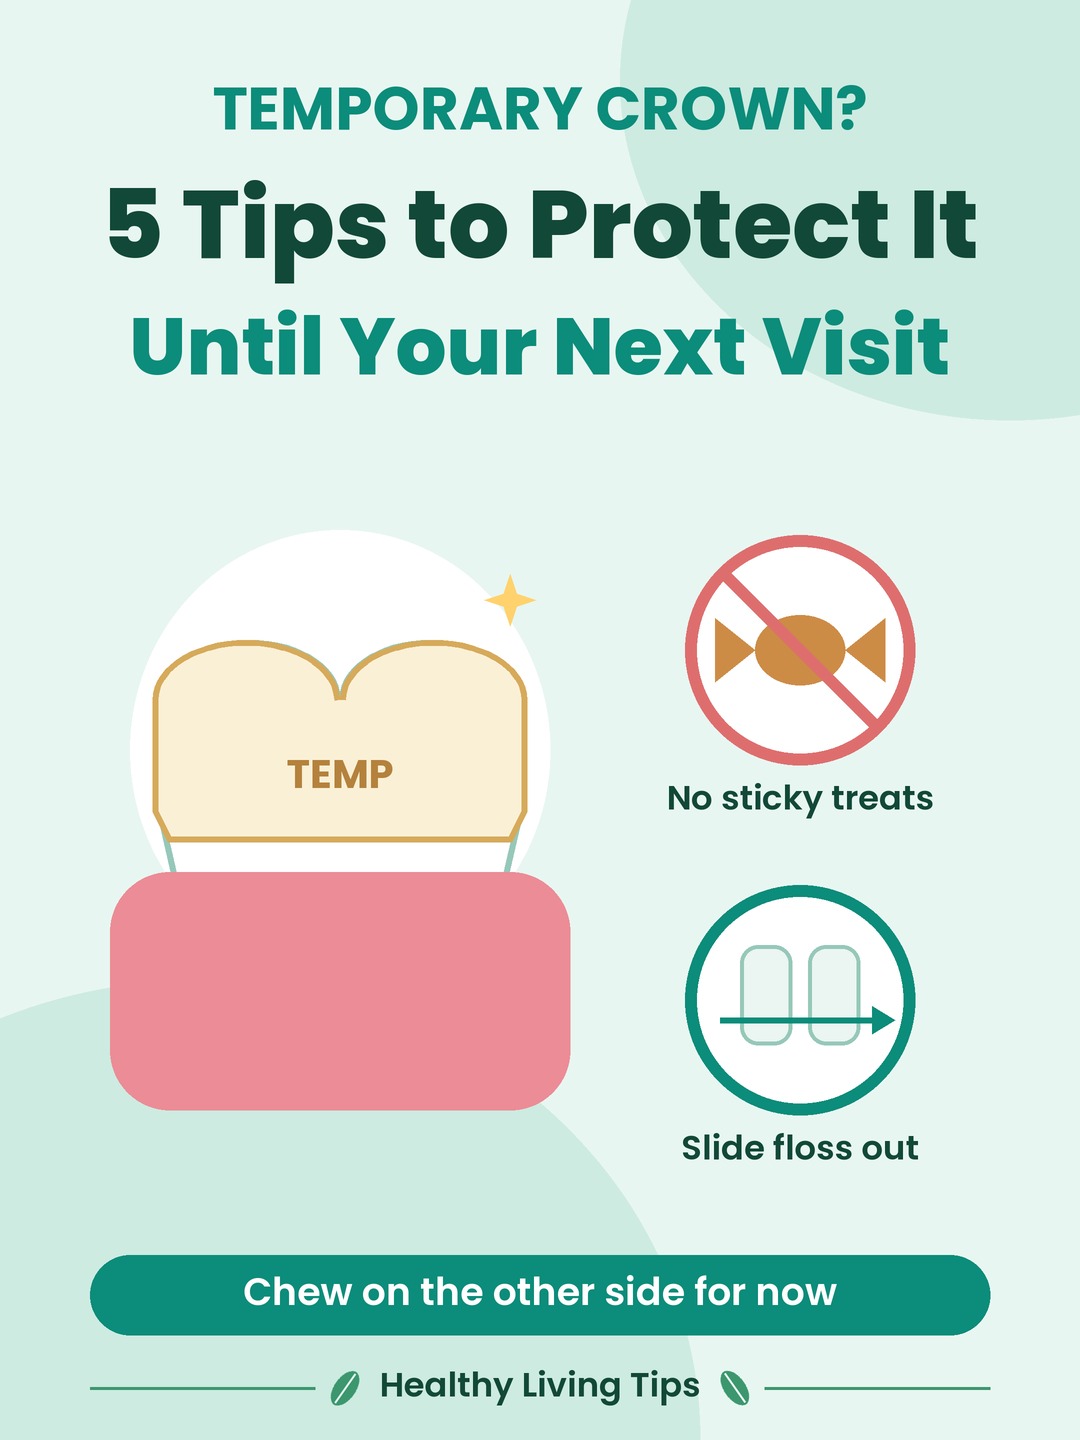 TEMPORARY CROWN?
5 Tips to Protect It
Until Your Next Visit
TEMP
No sticky treats
Slide floss out
Chew on the other side for now
Healthy Living Tips